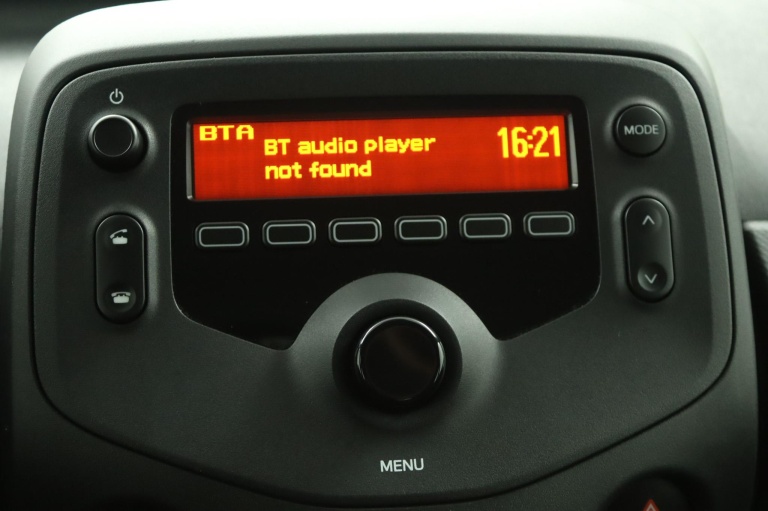 BTA
BT audio player
not found
16:21
MODE
MENU